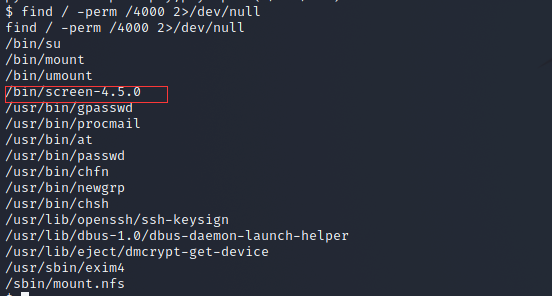 $ find / -perm /4000 2>/dev/null
find / -perm /4000 2>/dev/null
/bin/su
/bin/mount
/bin/umount
/bin/screen-4.5.0
/usr/bin/gpasswd
/usr/bin/procmail
/usr/bin/at
/usr/bin/passwd
/usr/bin/chfn
/usr/bin/newgrp
/usr/bin/chsh
/usr/lib/openssh/ssh-keysign
/usr/lib/dbus-1.0/dbus-daemon-launch-helper
/usr/lib/eject/dmcrypt-get-device
/usr/sbin/exim4
/sbin/mount.nfs